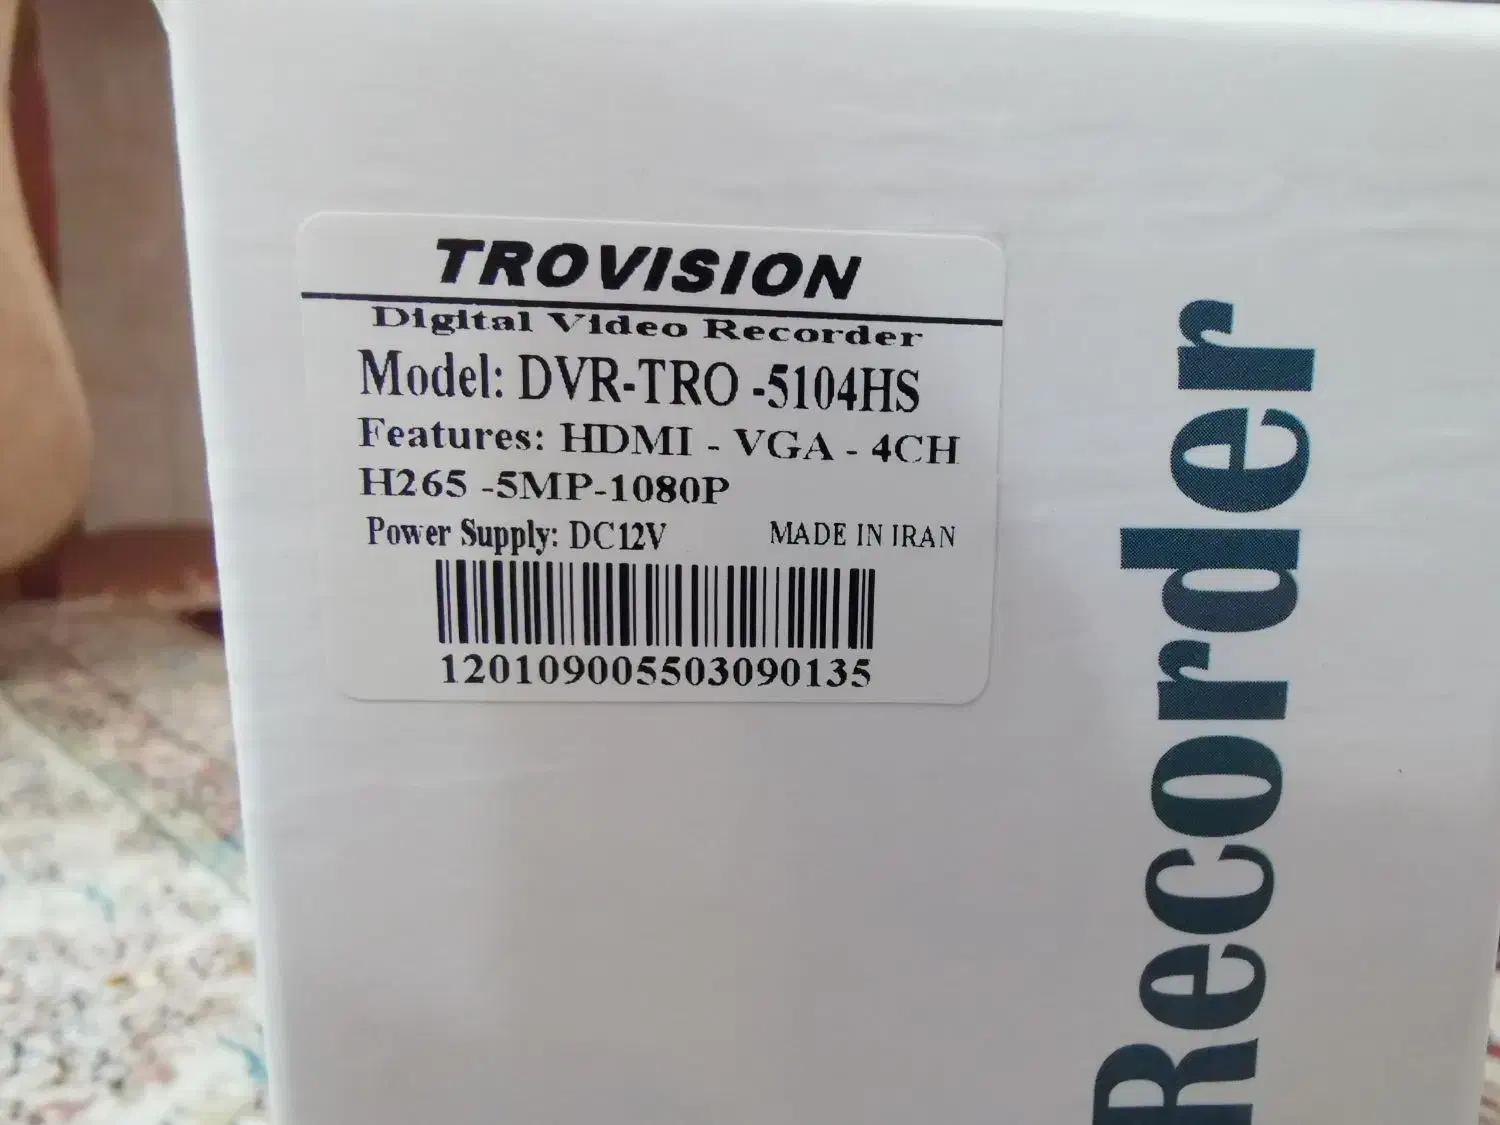 TROVISION
Digital Video Recorder
Model: DVR-TRO -5104HS
Features: HDMI - VGA - 4CH
H265 -5MP-1080P
Power Supply: DC12V MADE IN IRAN
120109005503090135
Recorder